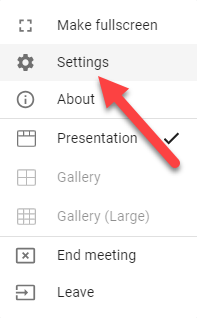 Make fullscreen
Settings
About
Presentation
Gallery
Gallery (Large)
End meeting
Leave